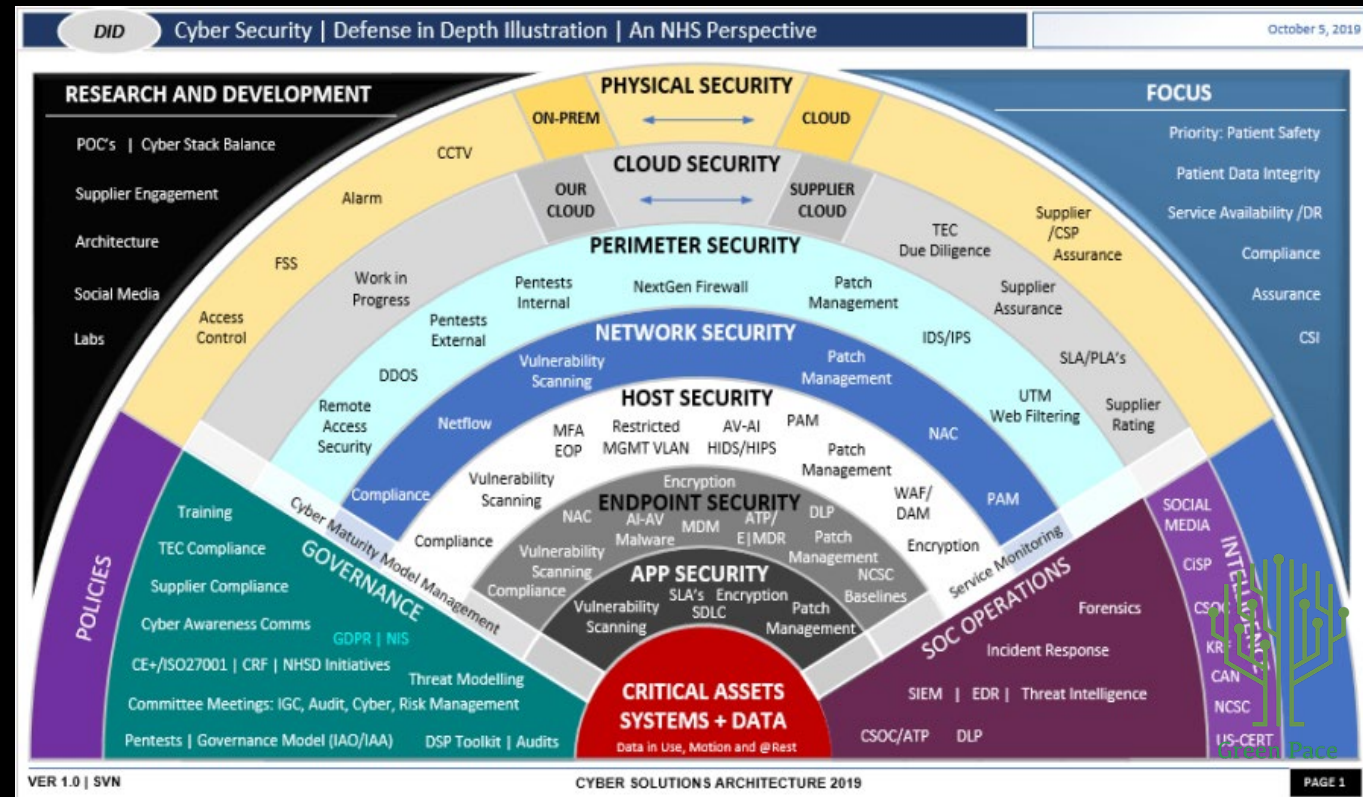 DID
Cyber Security | Defense in Depth Illustration | An NHS Perspective
October 5, 2019
RESEARCH AND DEVELOPMENT
POC's | Cyber Stack Balance
Supplier Engagement
Architecture
Social Media
Labs
FOCUS
Priority: Patient Safety
Patient Data Integrity
Service Availability /DR
Compliance
Assurance
CSI
PHYSICAL SECURITY
ON-PREM
CLOUD
CCTV
Alarm
FSS
Access
Control
Supplier
/CSP
Assurance
CLOUD SECURITY
OUR
CLOUD
SUPPLIER
CLOUD
Work in
Progress
TEC
Due Diligence
Supplier
Assurance
SLA/PLA's
Supplier
Rating
PERIMETER SECURITY
Pentests
Internal
NextGen Firewall
Patch
Management
Pentests
External
IDS/IPS
DDOS
UTM
Web Filtering
Remote
Access
Security
NETWORK SECURITY
Vulnerability
Scanning
Patch
Management
Netflow
NAC
Compliance
PAM
HOST SECURITY
MFA
EOP
Restricted
MGMT VLAN
AV-AI
HIDS/HIPS
PAM
Patch
Management
Vulnerability
Scanning
WAF/
DAM
Compliance
Encryption
Encryption
ENDPOINT SECURITY
NAC
AI-AV
Malware
MDM
ATP/
E|MDR
DLP
Patch
Management
Vulnerability
Scanning
Compliance
NCSC
Baselines
APP SECURITY
SLA's Encryption
SDLC
Vulnerability
Scanning
Patch
Management
CRITICAL ASSETS
SYSTEMS + DATA
Data in Use, Motion and @Rest
Cyber Maturity Model Management
Service Monitoring
POLICIES
GOVERNANCE
Training
TEC Compliance
Supplier Compliance
Cyber Awareness Comms
GDPR | NIS
CE+/ISO27001 | CRF | NHSD Initiatives
Threat Modelling
Committee Meetings: IGC, Audit, Cyber, Risk Management
Pentests | Governance Model (IAO/IAA)
DSP Toolkit | Audits
SOC OPERATIONS
Forensics
Incident Response
SIEM | EDR | Threat Intelligence
CSOC/ATP
DLP
INTELLIGENCE
SOCIAL
MEDIA
CiSP
CSOC
CAN
NCSC
US-CERT
Green Pace
VER 1.0 | SVN
CYBER SOLUTIONS ARCHITECTURE 2019
PAGE 1